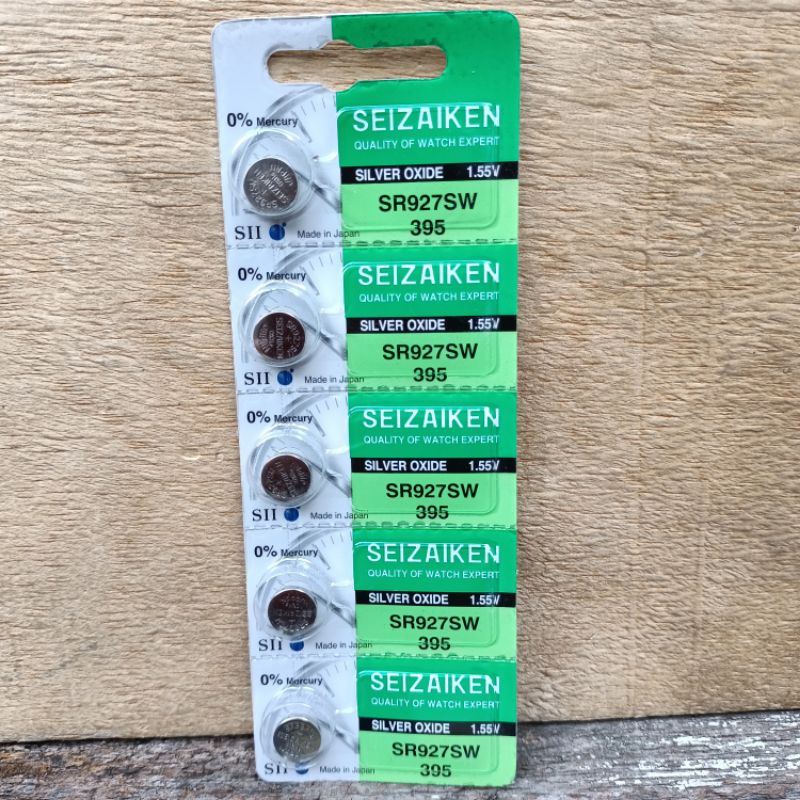 0% Mercury
SEIZAIKEN
QUALITY OF WATCH EXPERT
SILVER OXIDE 1.55V
SR927SW
395
SII Made in Japan
0% Mercury
SEIZAIKEN
QUALITY OF WATCH EXPERT
SILVER OXIDE 1.55V
SR927SW
395
SII Made in Japan
0% Mercury
SEIZAIKEN
QUALITY OF WATCH EXPERT
SILVER OXIDE 1.55V
SR927SW
395
SII Made in Japan
0% Mercury
SEIZAIKEN
QUALITY OF WATCH EXPERT
SILVER OXIDE 1.55V
SR927SW
395
SII Made in Japan
0% Mercury
SEIZAIKEN
QUALITY OF WATCH EXPERT
SILVER OXIDE 1.55V
SR927SW
395
SII Made in Japan